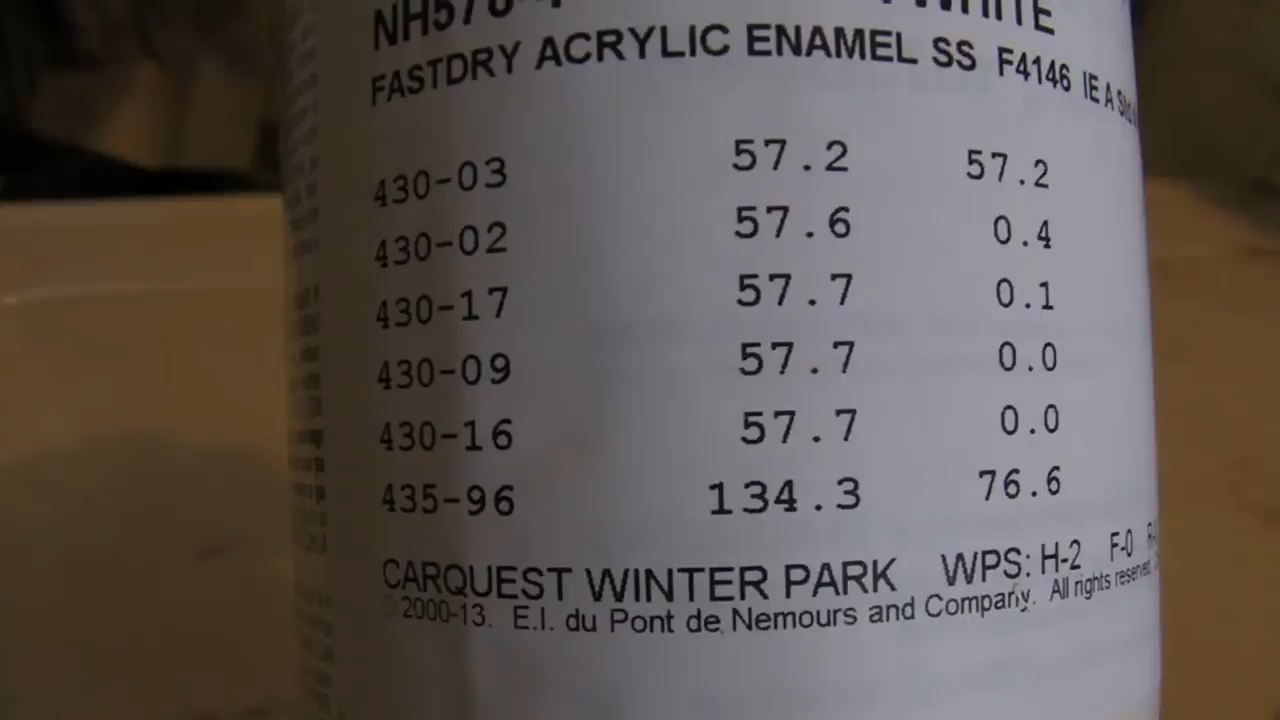 WHITE
FASTDRY ACRYLIC ENAMEL SS F4146
430-03 57.2 57.2
430-02 57.6 0.4
430-17 57.7 0.1
430-09 57.7 0.0
430-16 57.7 0.0
435-96 134.3 76.6
CARQUEST WINTER PARK WPS: H-2 F-0
© 2000-13. E.I. du Pont de Nemours and Company. All rights reserved.